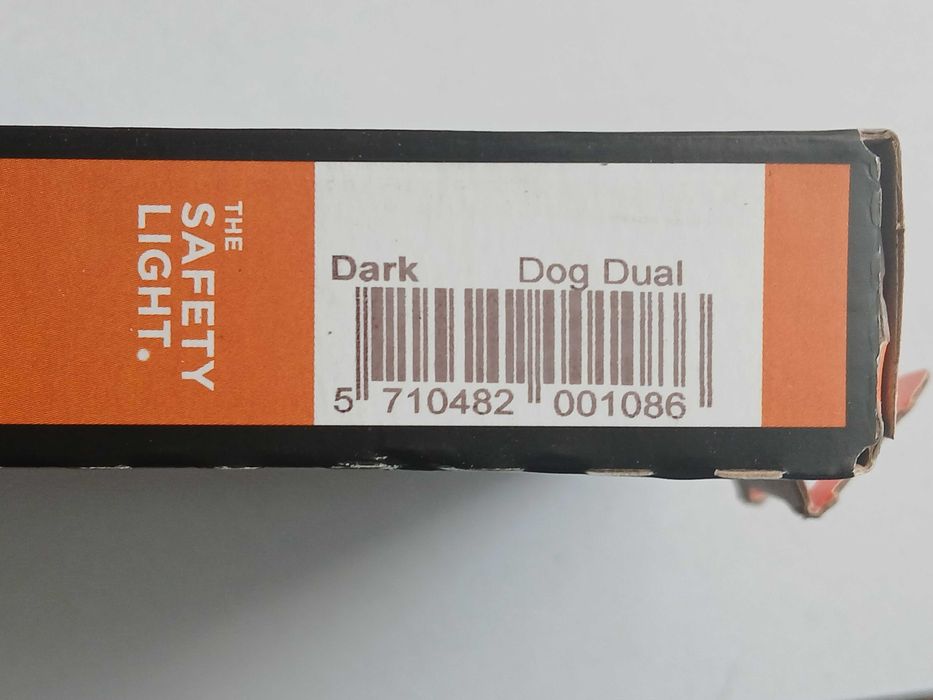 THE
SAFETY
LIGHT.
Dark Dog Dual
5 710482 001086